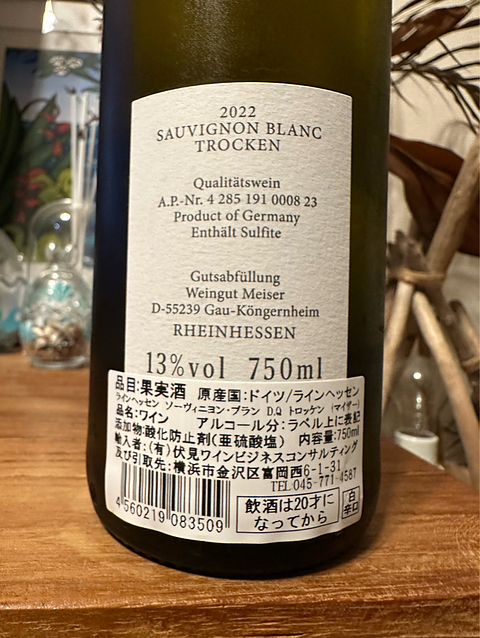 2022
SAUVIGNON BLANC
TROCKEN
Qualitätswein
A.P.-Nr. 4 285 191 0008 23
Product of Germany
Enthält Sulfite
Gutsabfüllung
Weingut Meiser
D-55239 Gau-Köngernheim
RHEINHESSEN
13%vol 750ml
品目:果実酒 原産国:ドイツ/ラインヘッセン
ラインヘッセン ソーヴィニヨン・ブラン D.Q トロッケン (マイザー)
品名:ワイン アルコール分:ラベル上に表記
添加物:酸化防止剤(亜硫酸塩) 内容量:750ml
輸入者:(有)伏見ワインビジネスコンサルティング
及び引取先:横浜市金沢区富岡西6-1-31
TEL045-771-4587
4 560219 083509
飲酒は20才に
なってから
白
辛口